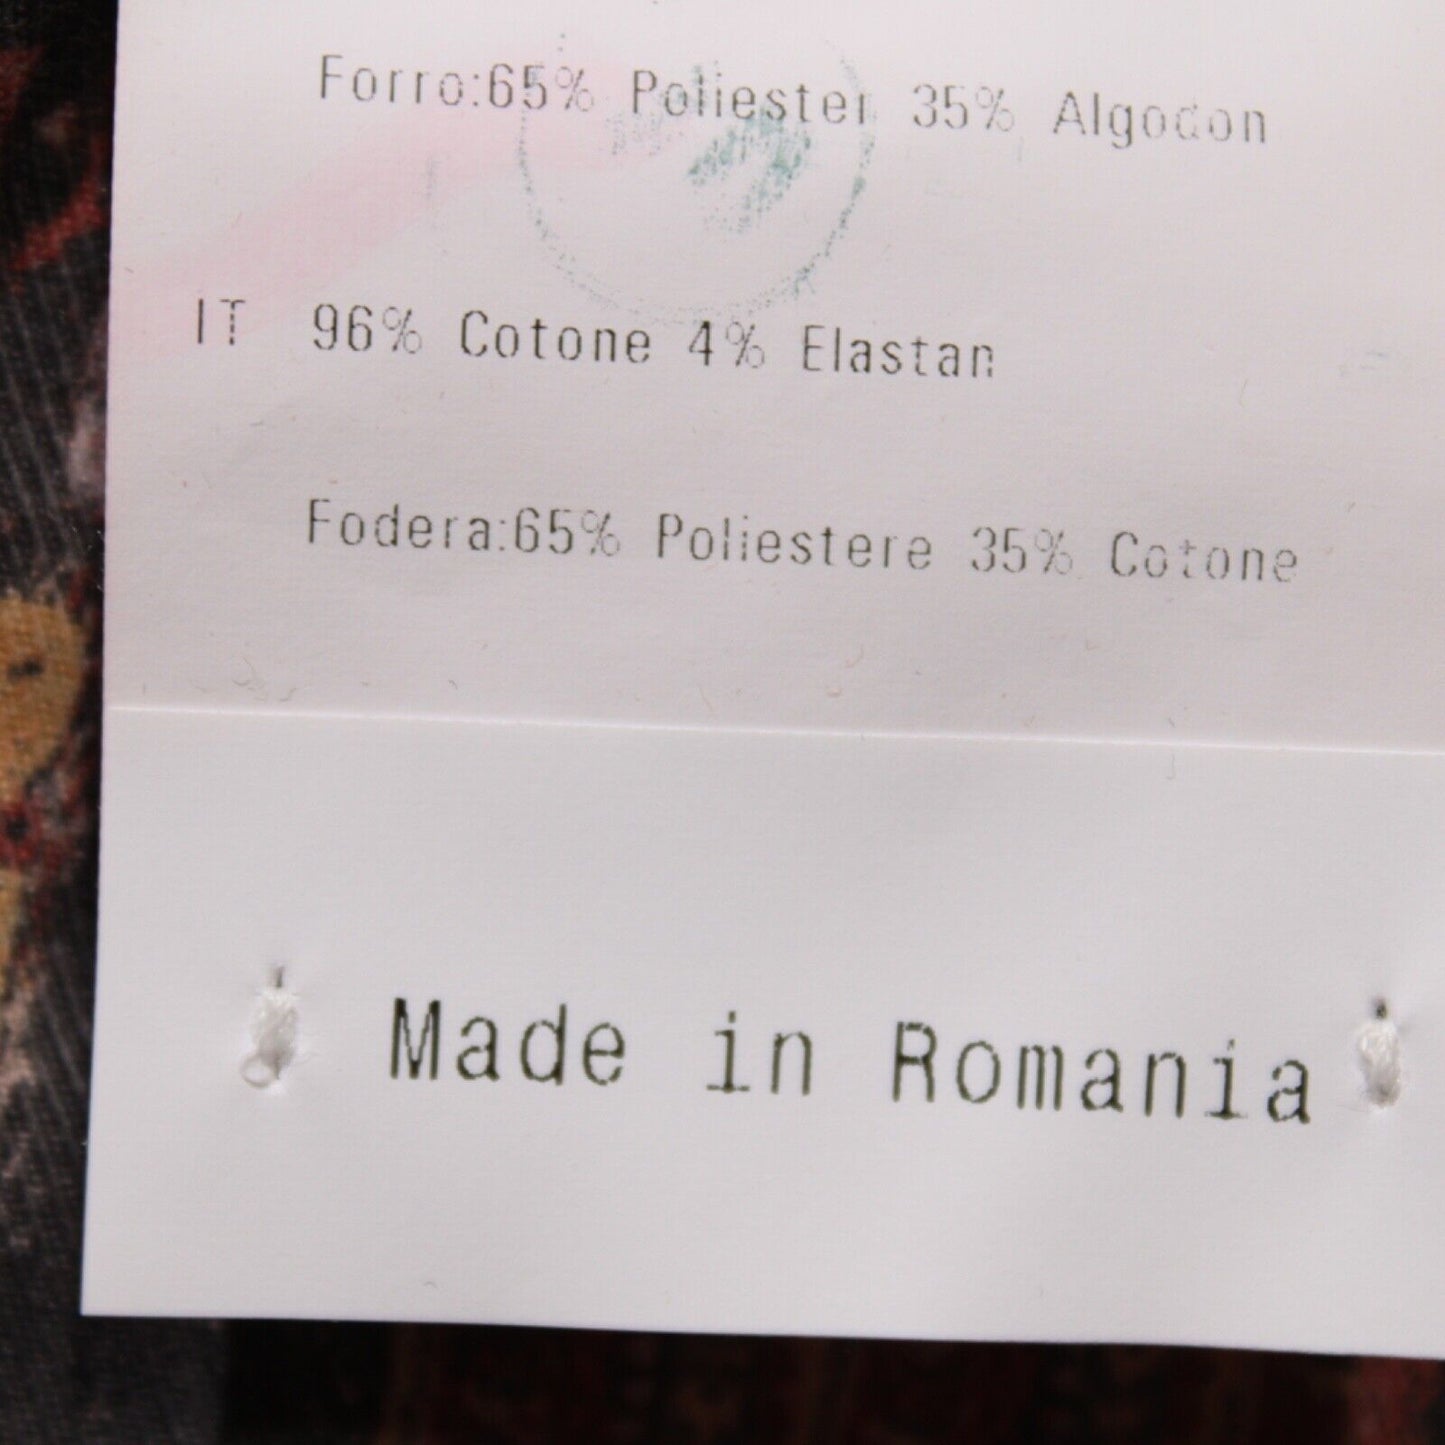 Forro:65% Poliester 35% Algodon
IT 96% Cotone 4% Elastan
Fodera:65% Poliestere 35% Cotone
Made in Romania